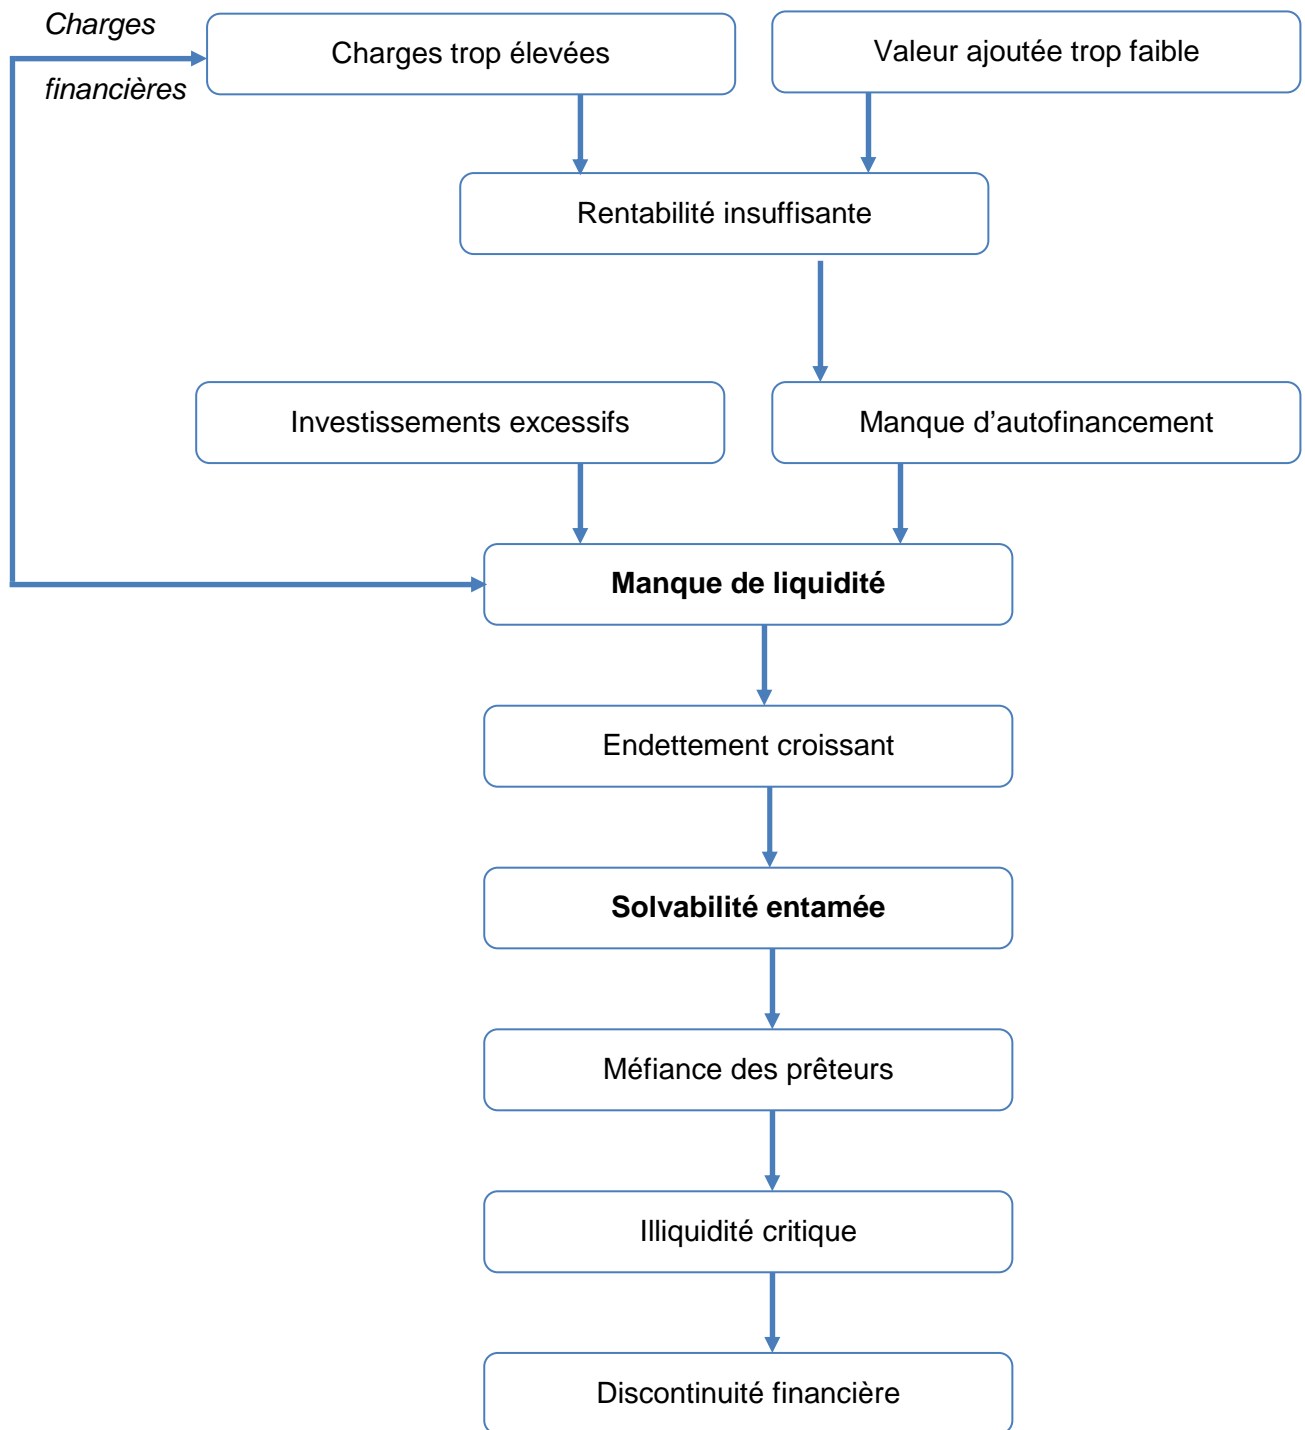 Charges
financières
Charges trop élevées
Valeur ajoutée trop faible
Rentabilité insuffisante
Investissements excessifs
Manque d’autofinancement
Manque de liquidité
Endettement croissant
Solvabilité entamée
Méfiance des prêteurs
Illiquidité critique
Discontinuité financière